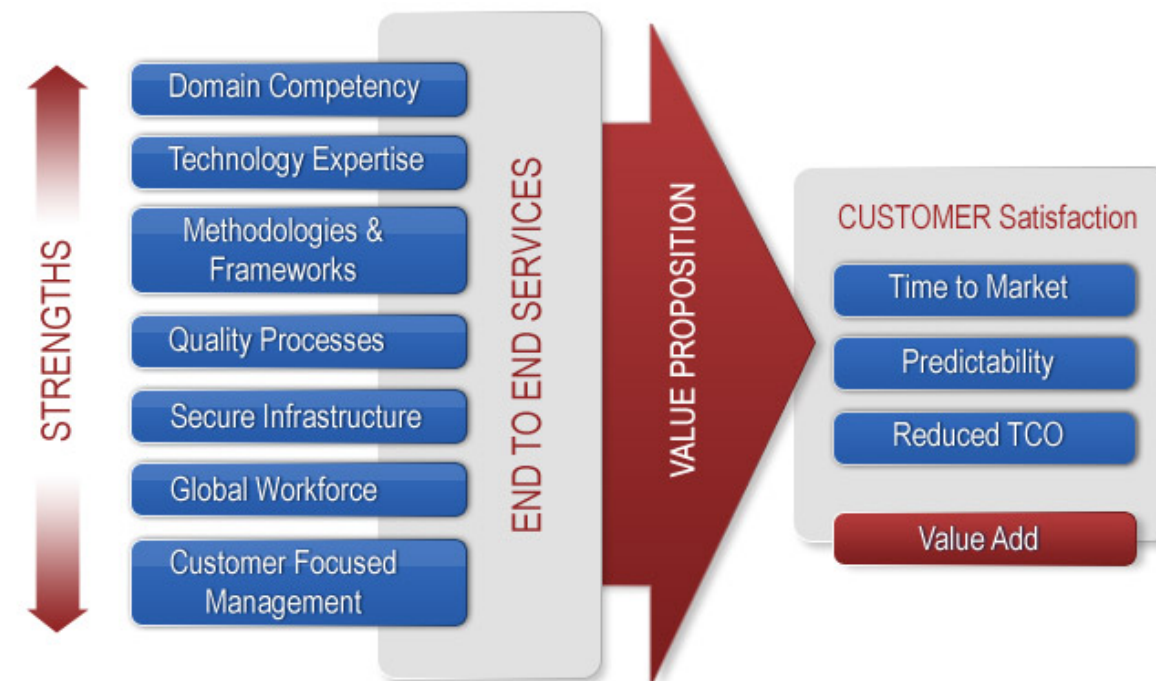 STRENGTHS
Domain Competency
Technology Expertise
Methodologies &
Frameworks
Quality Processes
Secure Infrastructure
Global Workforce
Customer Focused
Management
END TO END SERVICES
VALUE PROPOSITION
CUSTOMER Satisfaction
Time to Market
Predictability
Reduced TCO
Value Add